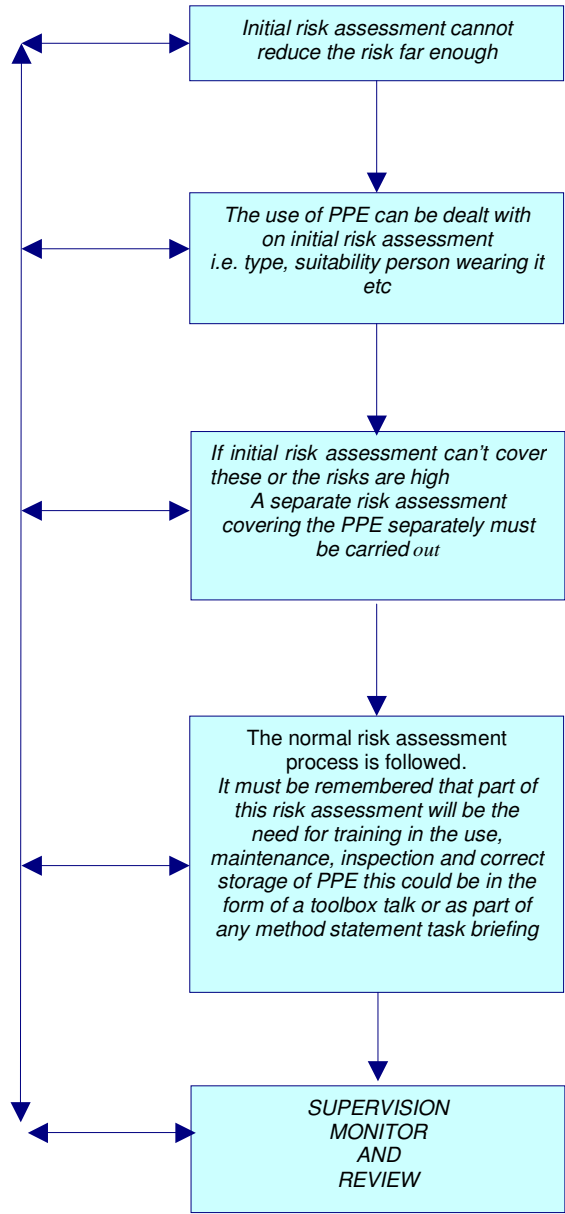 Initial risk assessment cannot
reduce the risk far enough
The use of PPE can be dealt with
on initial risk assessment
i.e. type, suitability person wearing it
etc
If initial risk assessment can't cover
these or the risks are high
A separate risk assessment
covering the PPE separately must
be carried out
The normal risk assessment
process is followed.
It must be remembered that part of
this risk assessment will be the
need for training in the use,
maintenance, inspection and correct
storage of PPE this could be in the
form of a toolbox talk or as part of
any method statement task briefing
SUPERVISION
MONITOR
AND
REVIEW